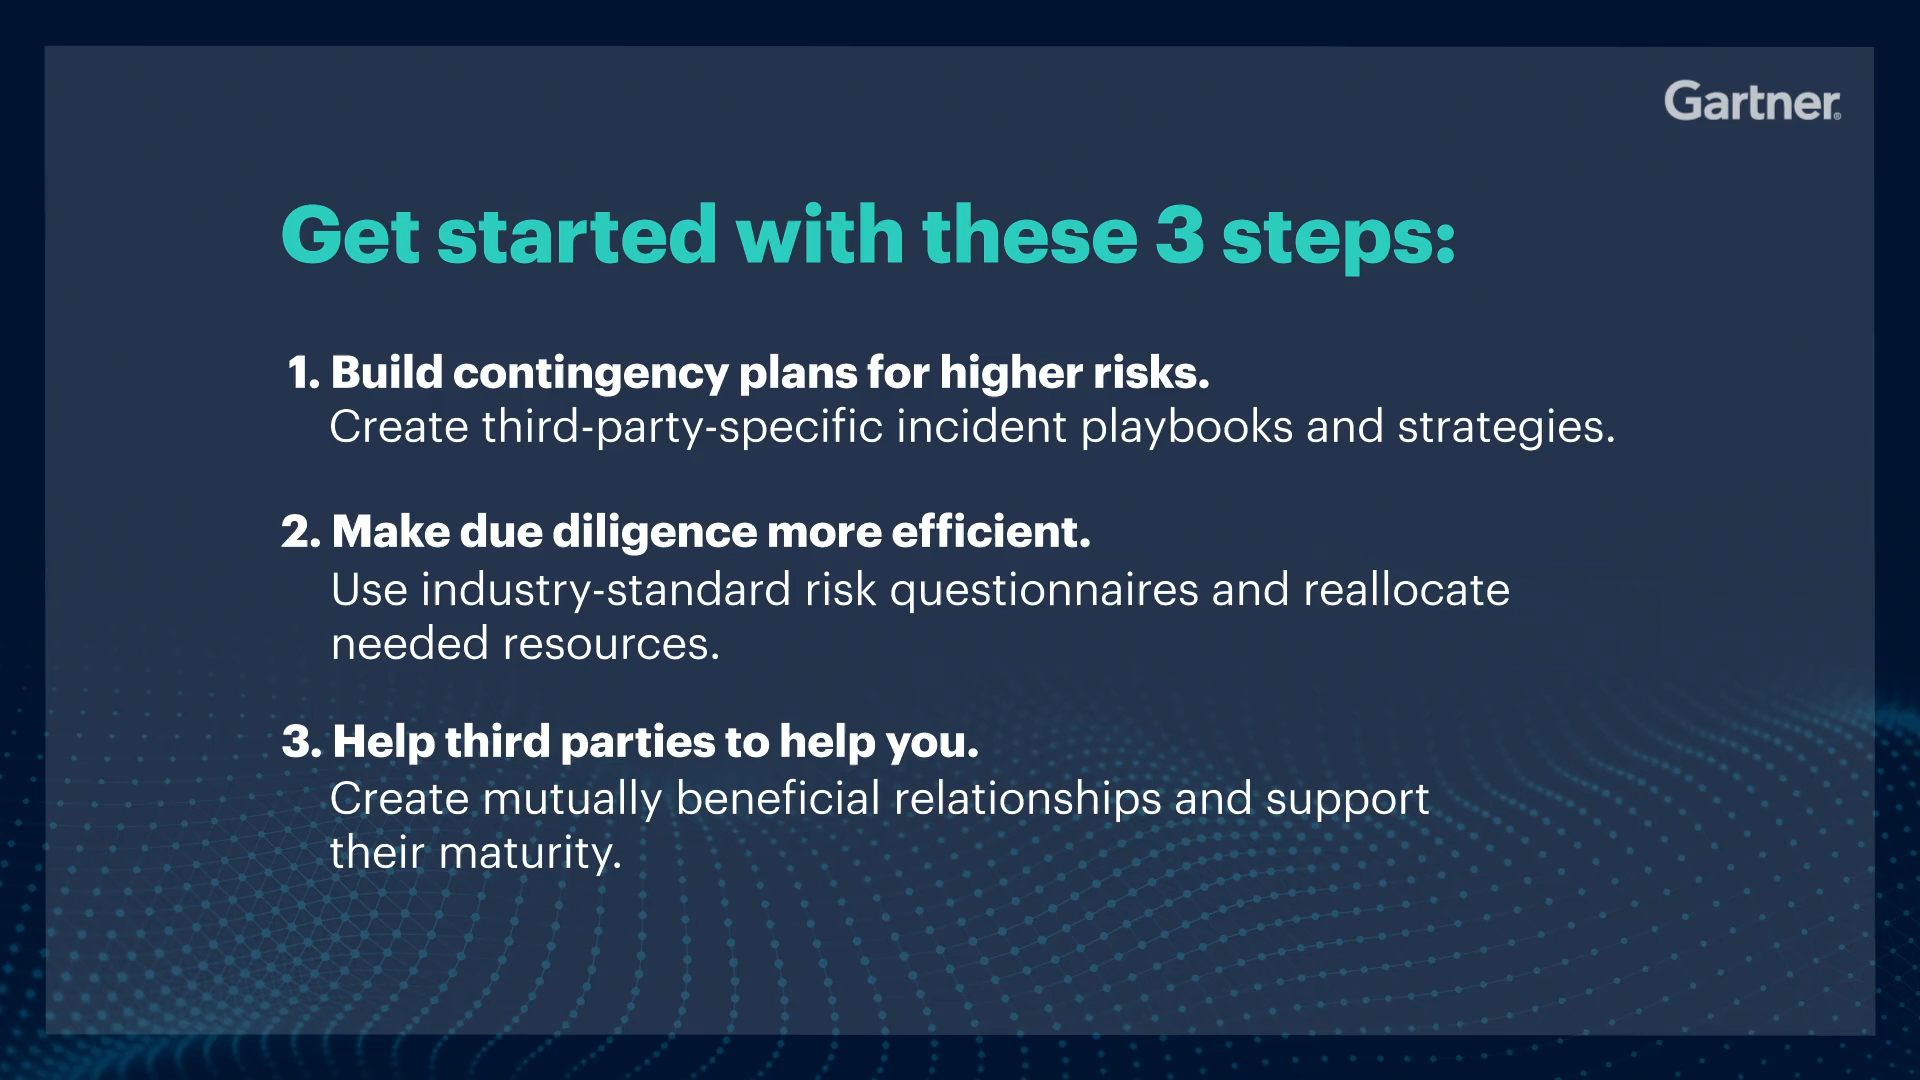 Gartner®
Get started with these 3 steps:
1. Build contingency plans for higher risks.
Create third-party-specific incident playbooks and strategies.
2. Make due diligence more efficient.
Use industry-standard risk questionnaires and reallocate
needed resources.
3. Help third parties to help you.
Create mutually beneficial relationships and support
their maturity.